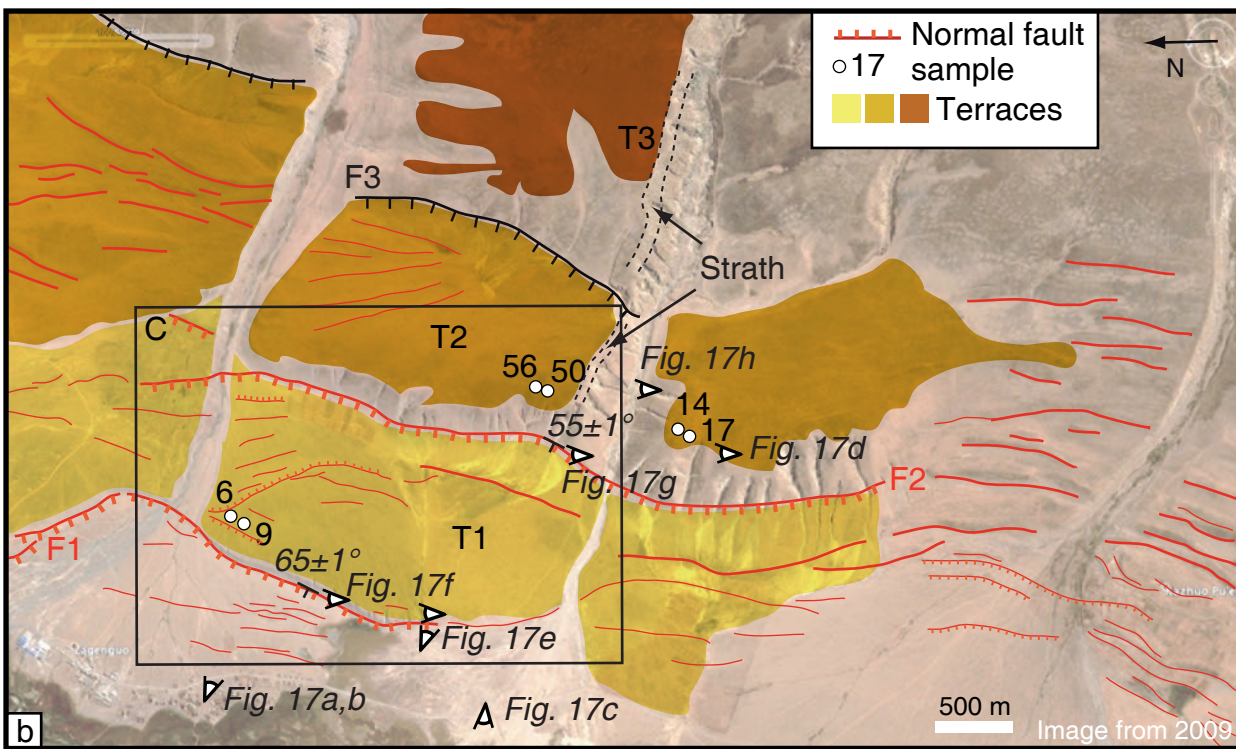 Normal fault
17 sample
Terraces
N
T3
F3
Strath
C
T2
56 50
Fig. 17h
14
17
55±1°
Fig. 17d
Fig. 17g
F2
6
9
T1
F1
65±1°
Fig. 17f
Fig. 17e
Zagenguo
Fig. 17a,b
Fig. 17c
500 m
Image from 2009
b